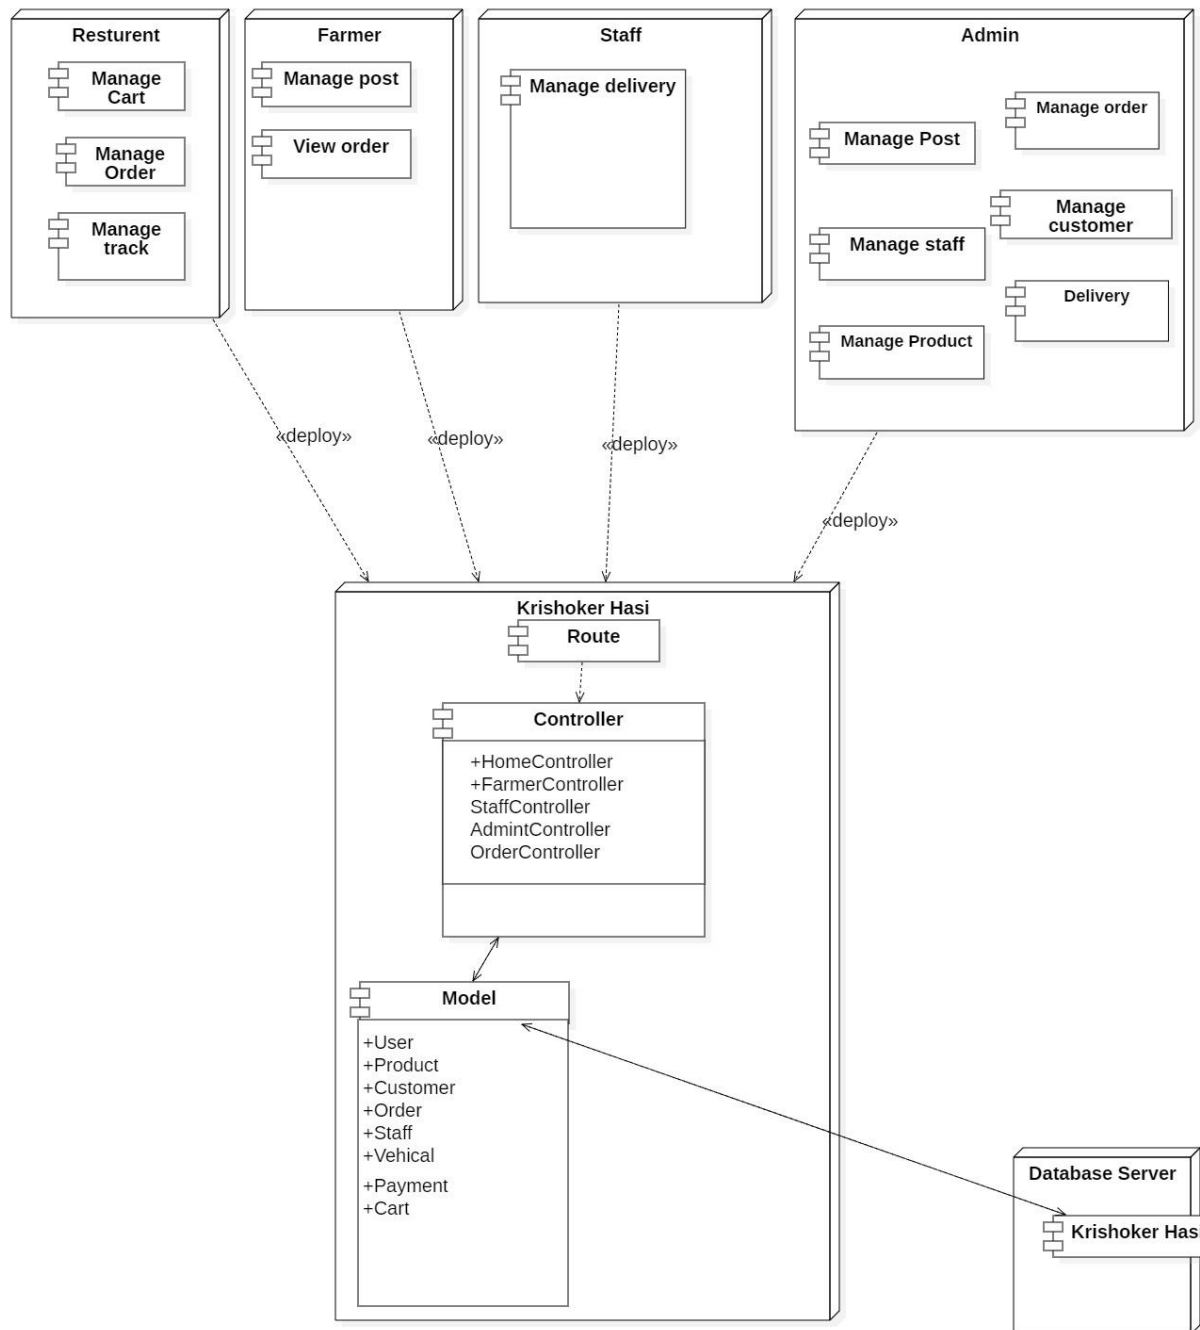 Resturent
Manage
Cart
Manage
Order
Manage
track
Farmer
Manage post
View order
Staff
Manage delivery
Admin
Manage order
Manage Post
Manage
customer
Manage staff
Delivery
Manage Product
«deploy»
«deploy»
«deploy»
«deploy»
Krishoker Hasi
Route
Controller
+HomeController
+FarmerController
StaffController
AdmintController
OrderController
Model
+User
+Product
+Customer
+Order
+Staff
+Vehical
+Payment
+Cart
Database Server
Krishoker Hasi